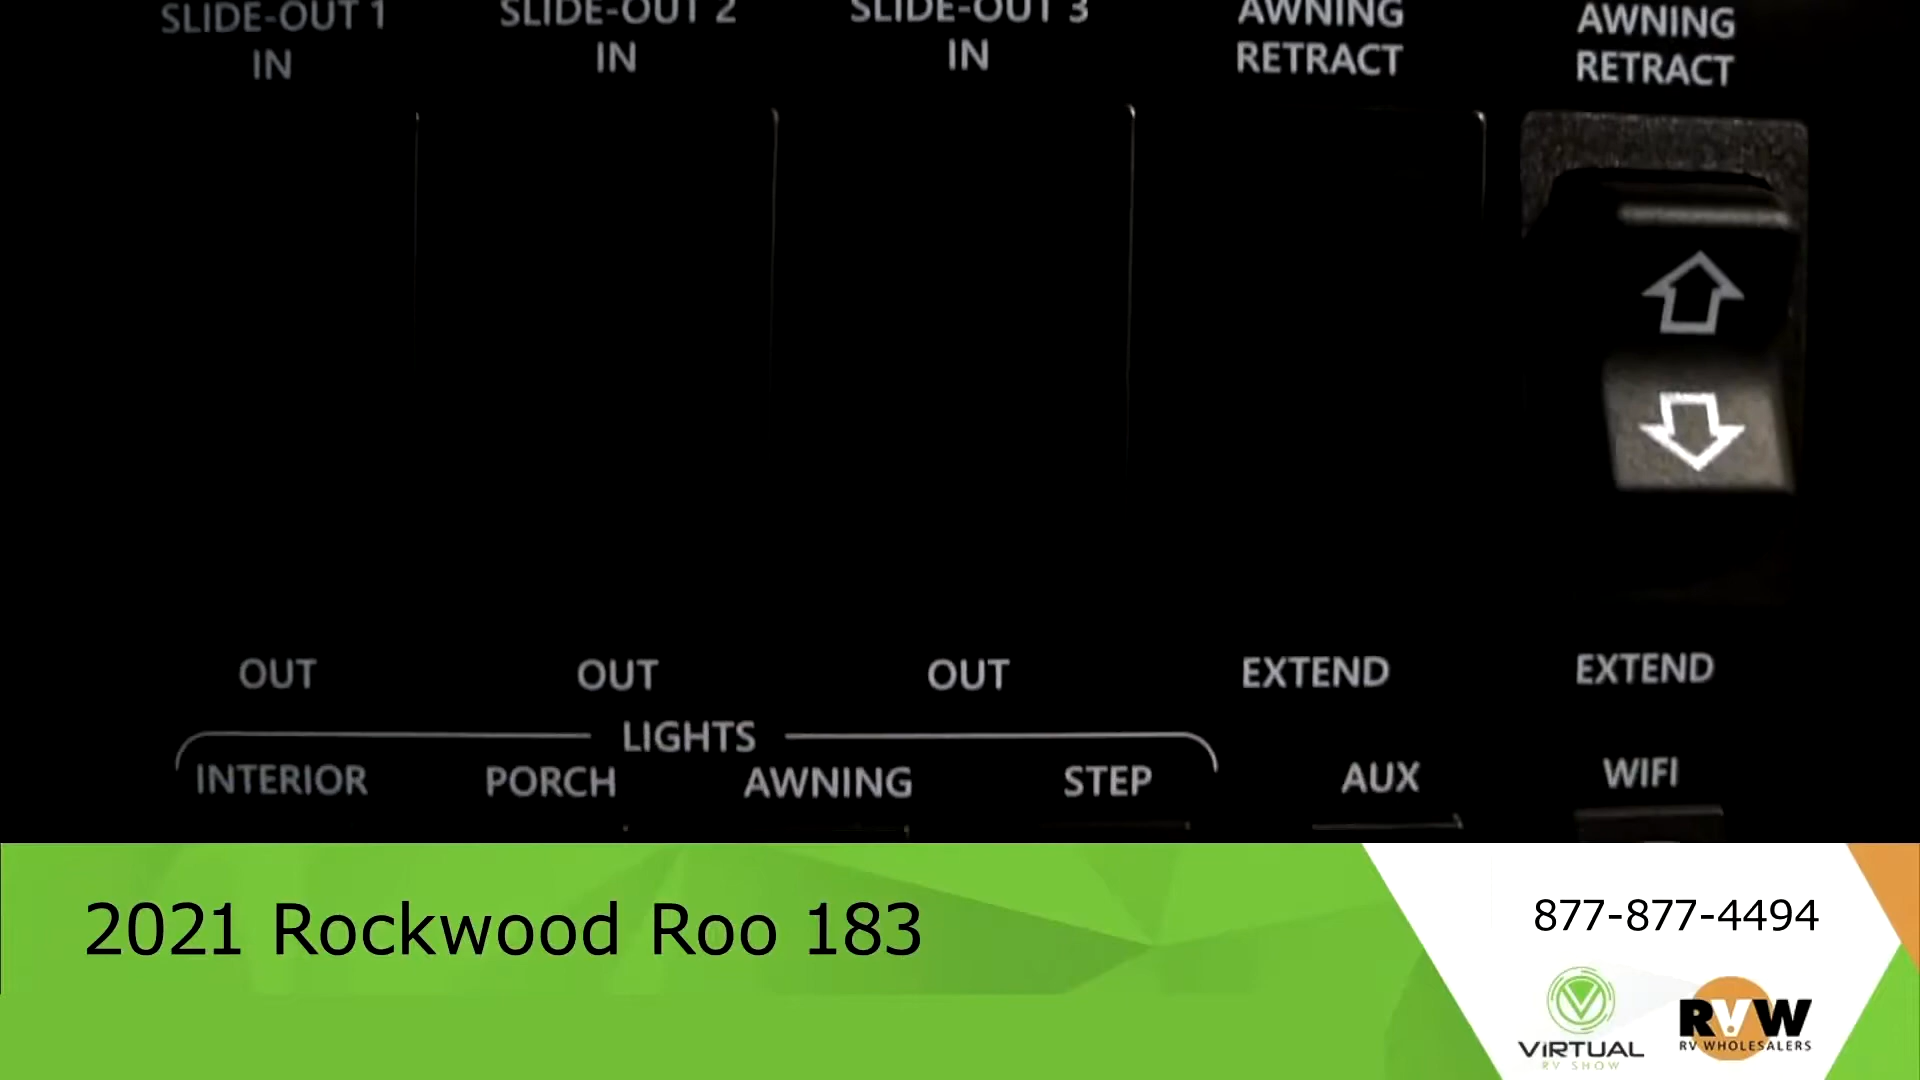 SLIDE-OUT 1 SLIDE-OUT 2 SLIDE-OUT 3 AWNING AWNING
IN IN IN RETRACT RETRACT
OUT OUT OUT EXTEND EXTEND
LIGHTS
INTERIOR PORCH AWNING STEP AUX WIFI
2021 Rockwood Roo 183
877-877-4494
VIRTUAL
RV SHOW
RVW
RV WHOLESALERS